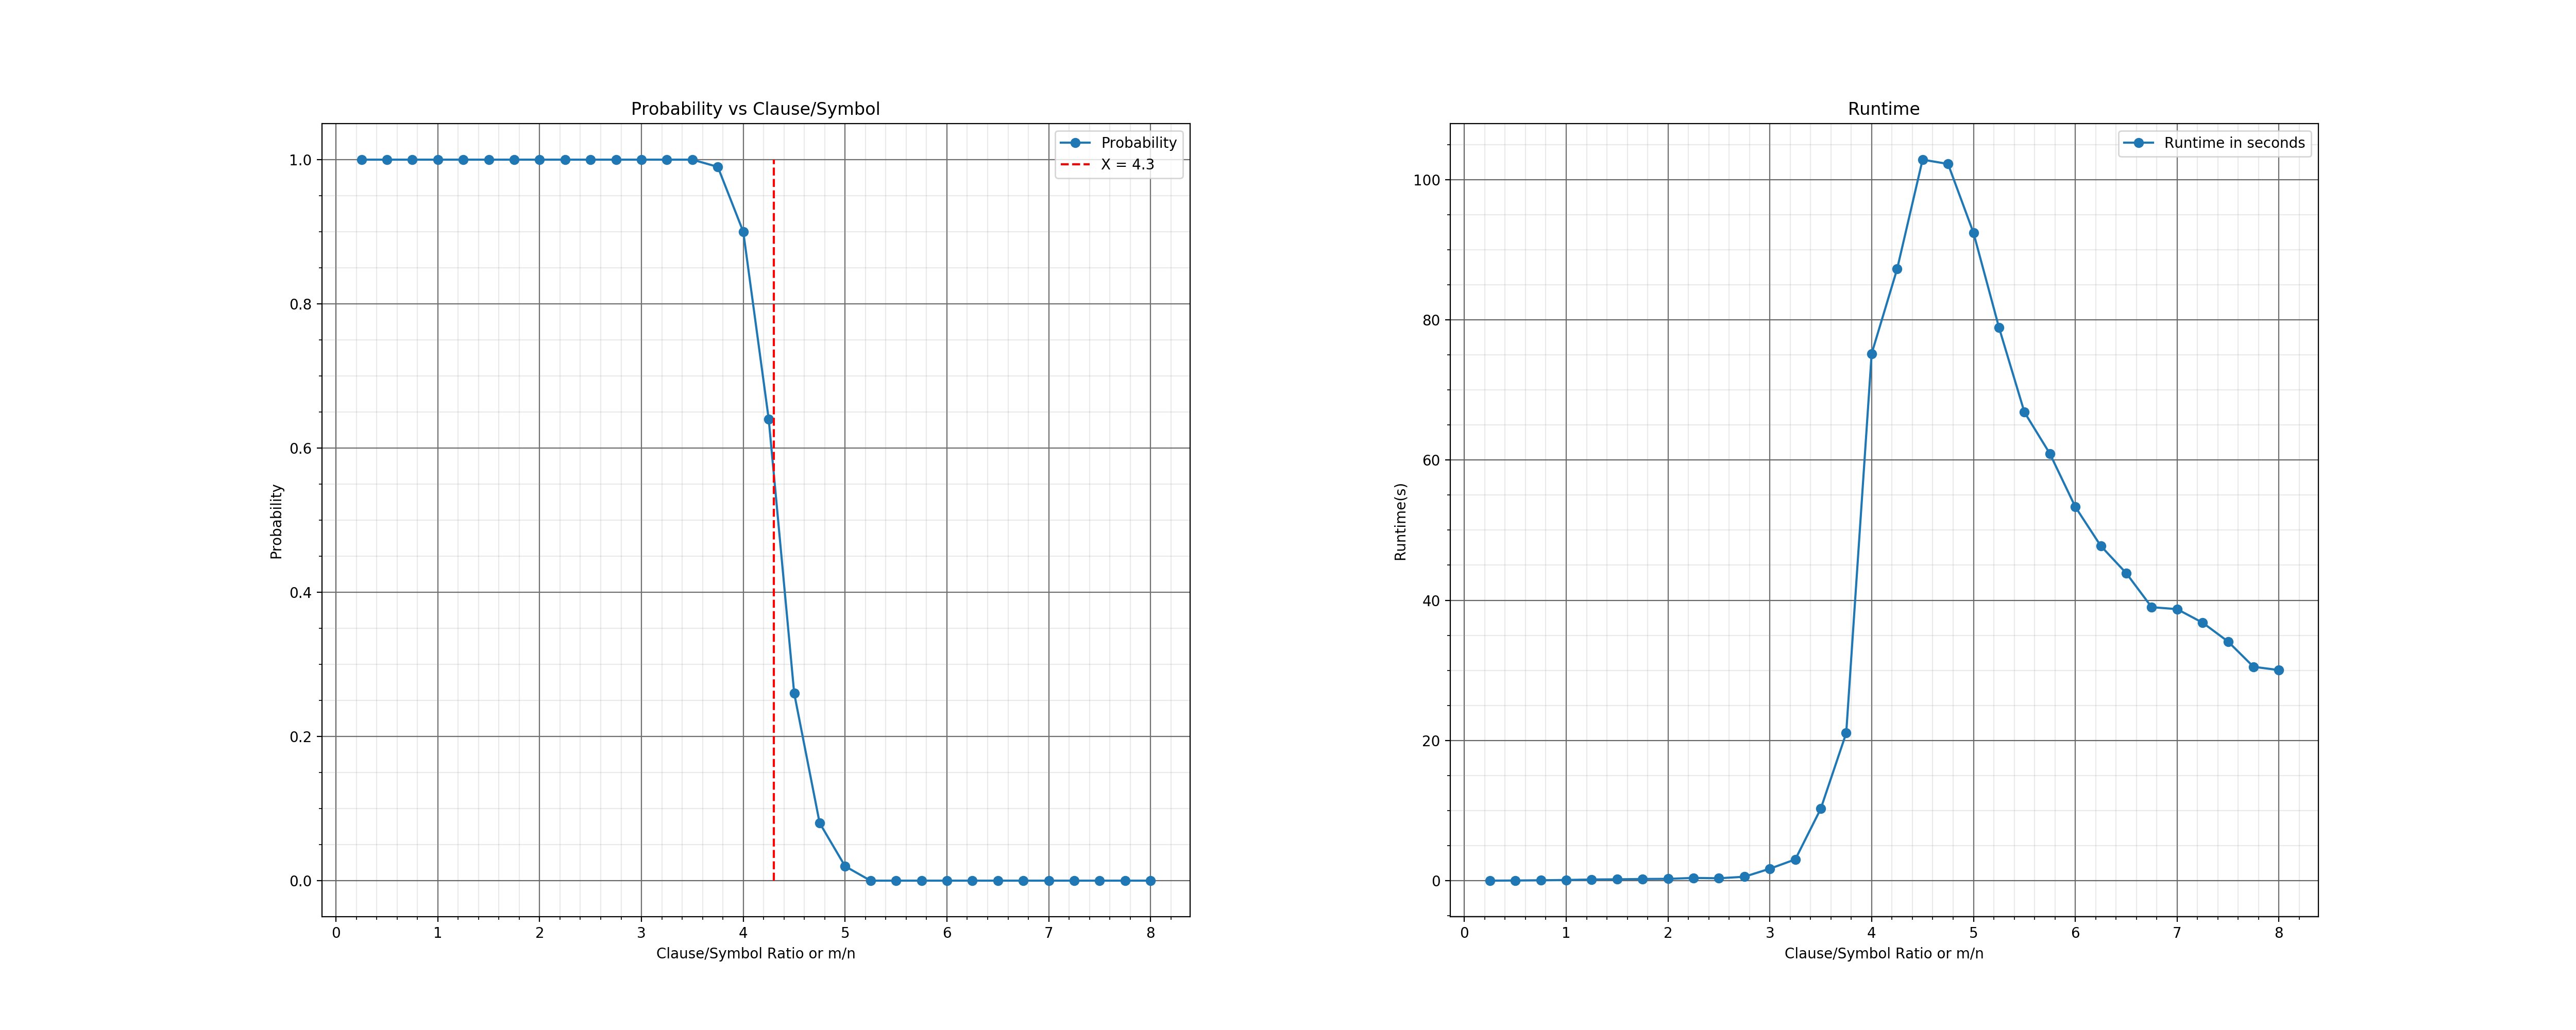 Probability vs Clause/Symbol
Probability
X = 4.3
1.0
0.8
0.6
0.4
0.2
0.0
Probability
0 1 2 3 4 5 6 7 8
Clause/Symbol Ratio or m/n
Runtime
Runtime in seconds
100
80
60
40
20
0
Runtime(s)
0 1 2 3 4 5 6 7 8
Clause/Symbol Ratio or m/n